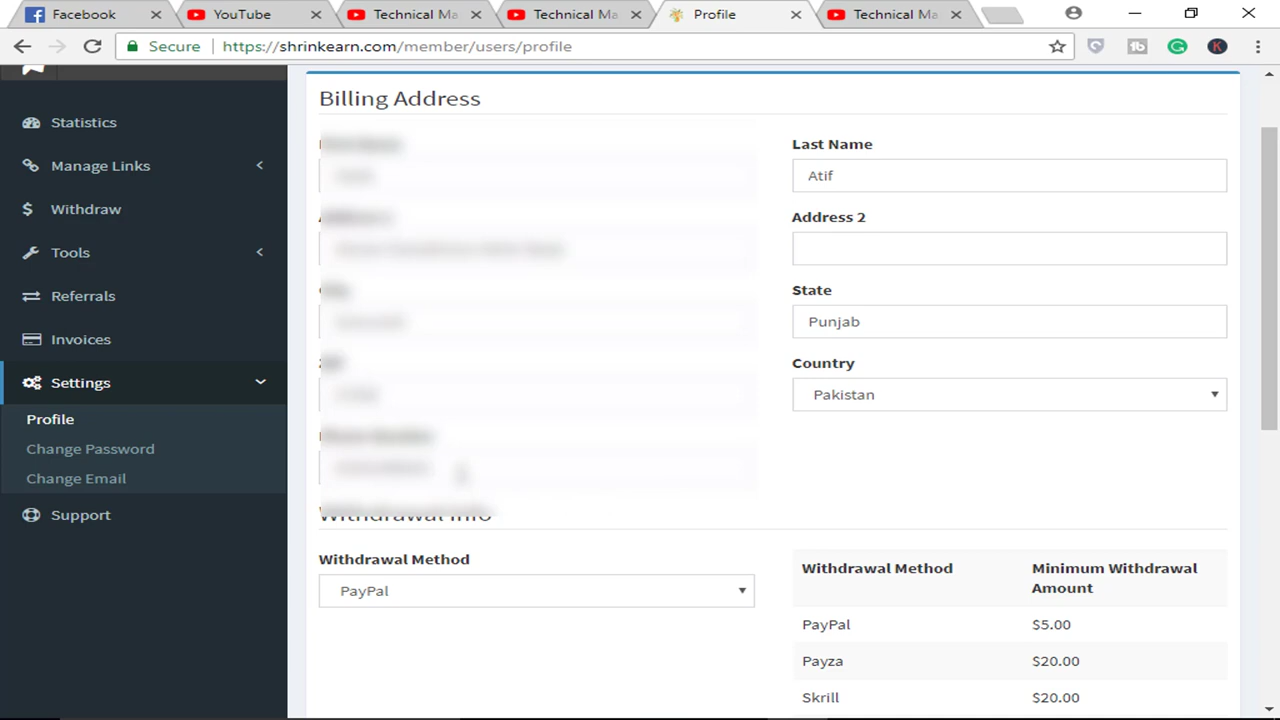 Facebook
YouTube
Technical Ma
Technical Ma
Profile
Technical Ma
Secure https://shrinkearn.com/member/users/profile
Statistics
Manage Links
Withdraw
Tools
Referrals
Invoices
Settings
Profile
Change Password
Change Email
Support
Billing Address
Last Name
Atif
Address 2
State
Punjab
Country
Pakistan
Withdrawal Info
Withdrawal Method
PayPal
Withdrawal Method Minimum Withdrawal
Amount
PayPal $5.00
Payza $20.00
Skrill $20.00